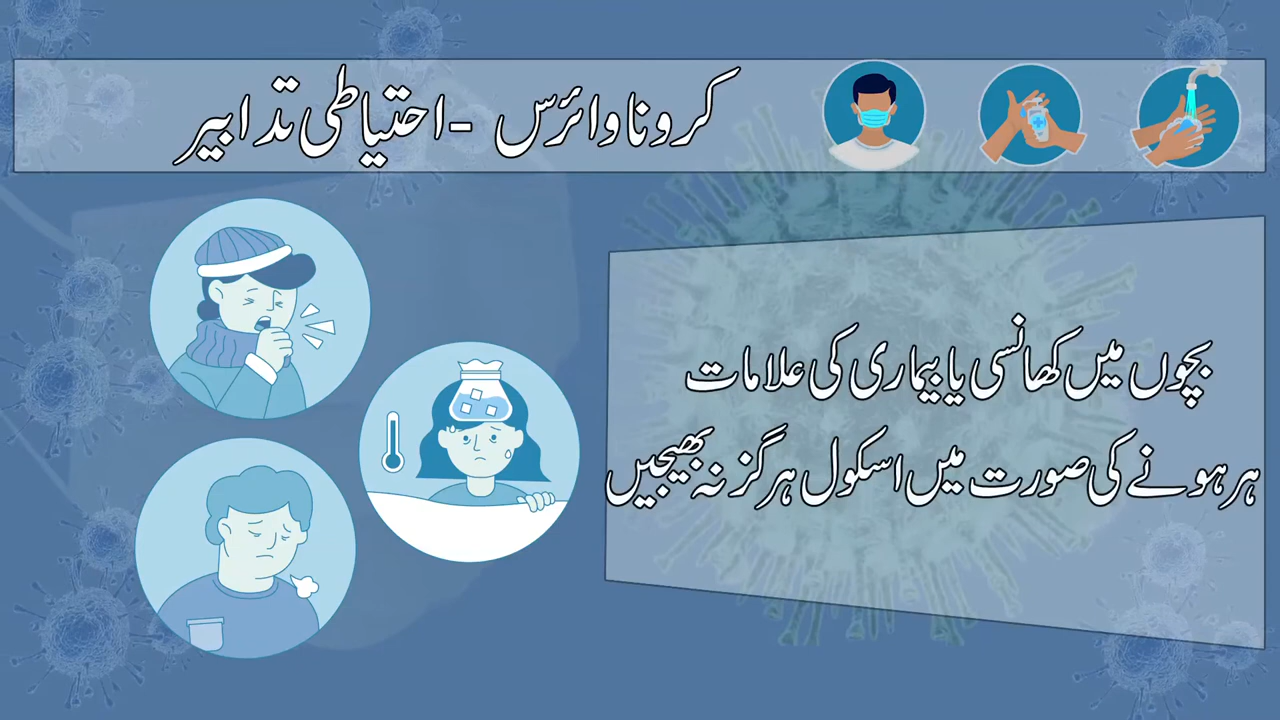 کرونا وائرس - احتیاطی تدابیر
بچوں میں کھانسی یا بیماری کی علامات
ہر ہونے کی صورت میں اسکول ہرگز نہ بھیجیں